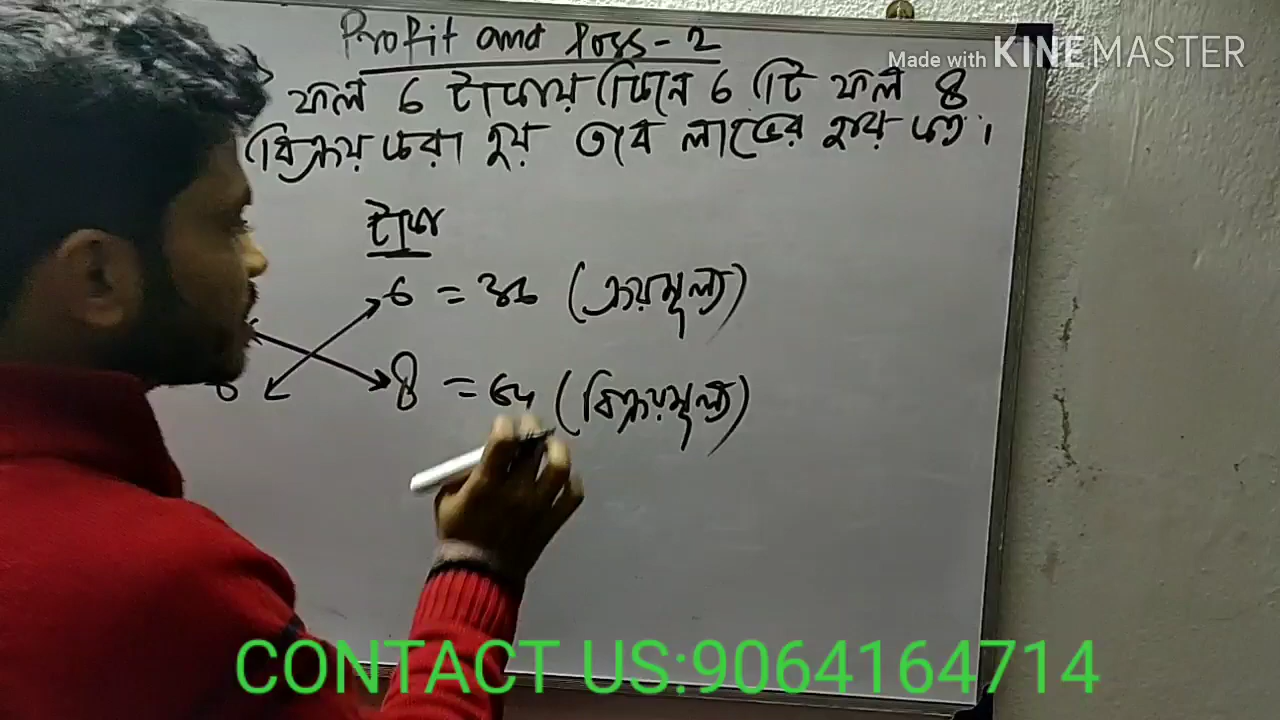 Made with KINEMASTER
Profit and loss-2
ফল 6 টাকায় কিনে 6 টি ফল 8
বিক্রয় করা হয় তবে লাভের হার কত।
টাকা
6 = 36 (ক্রয়মূল্য)
8 = 64 (বিক্রয়মূল্য)
CONTACT US:9064164714